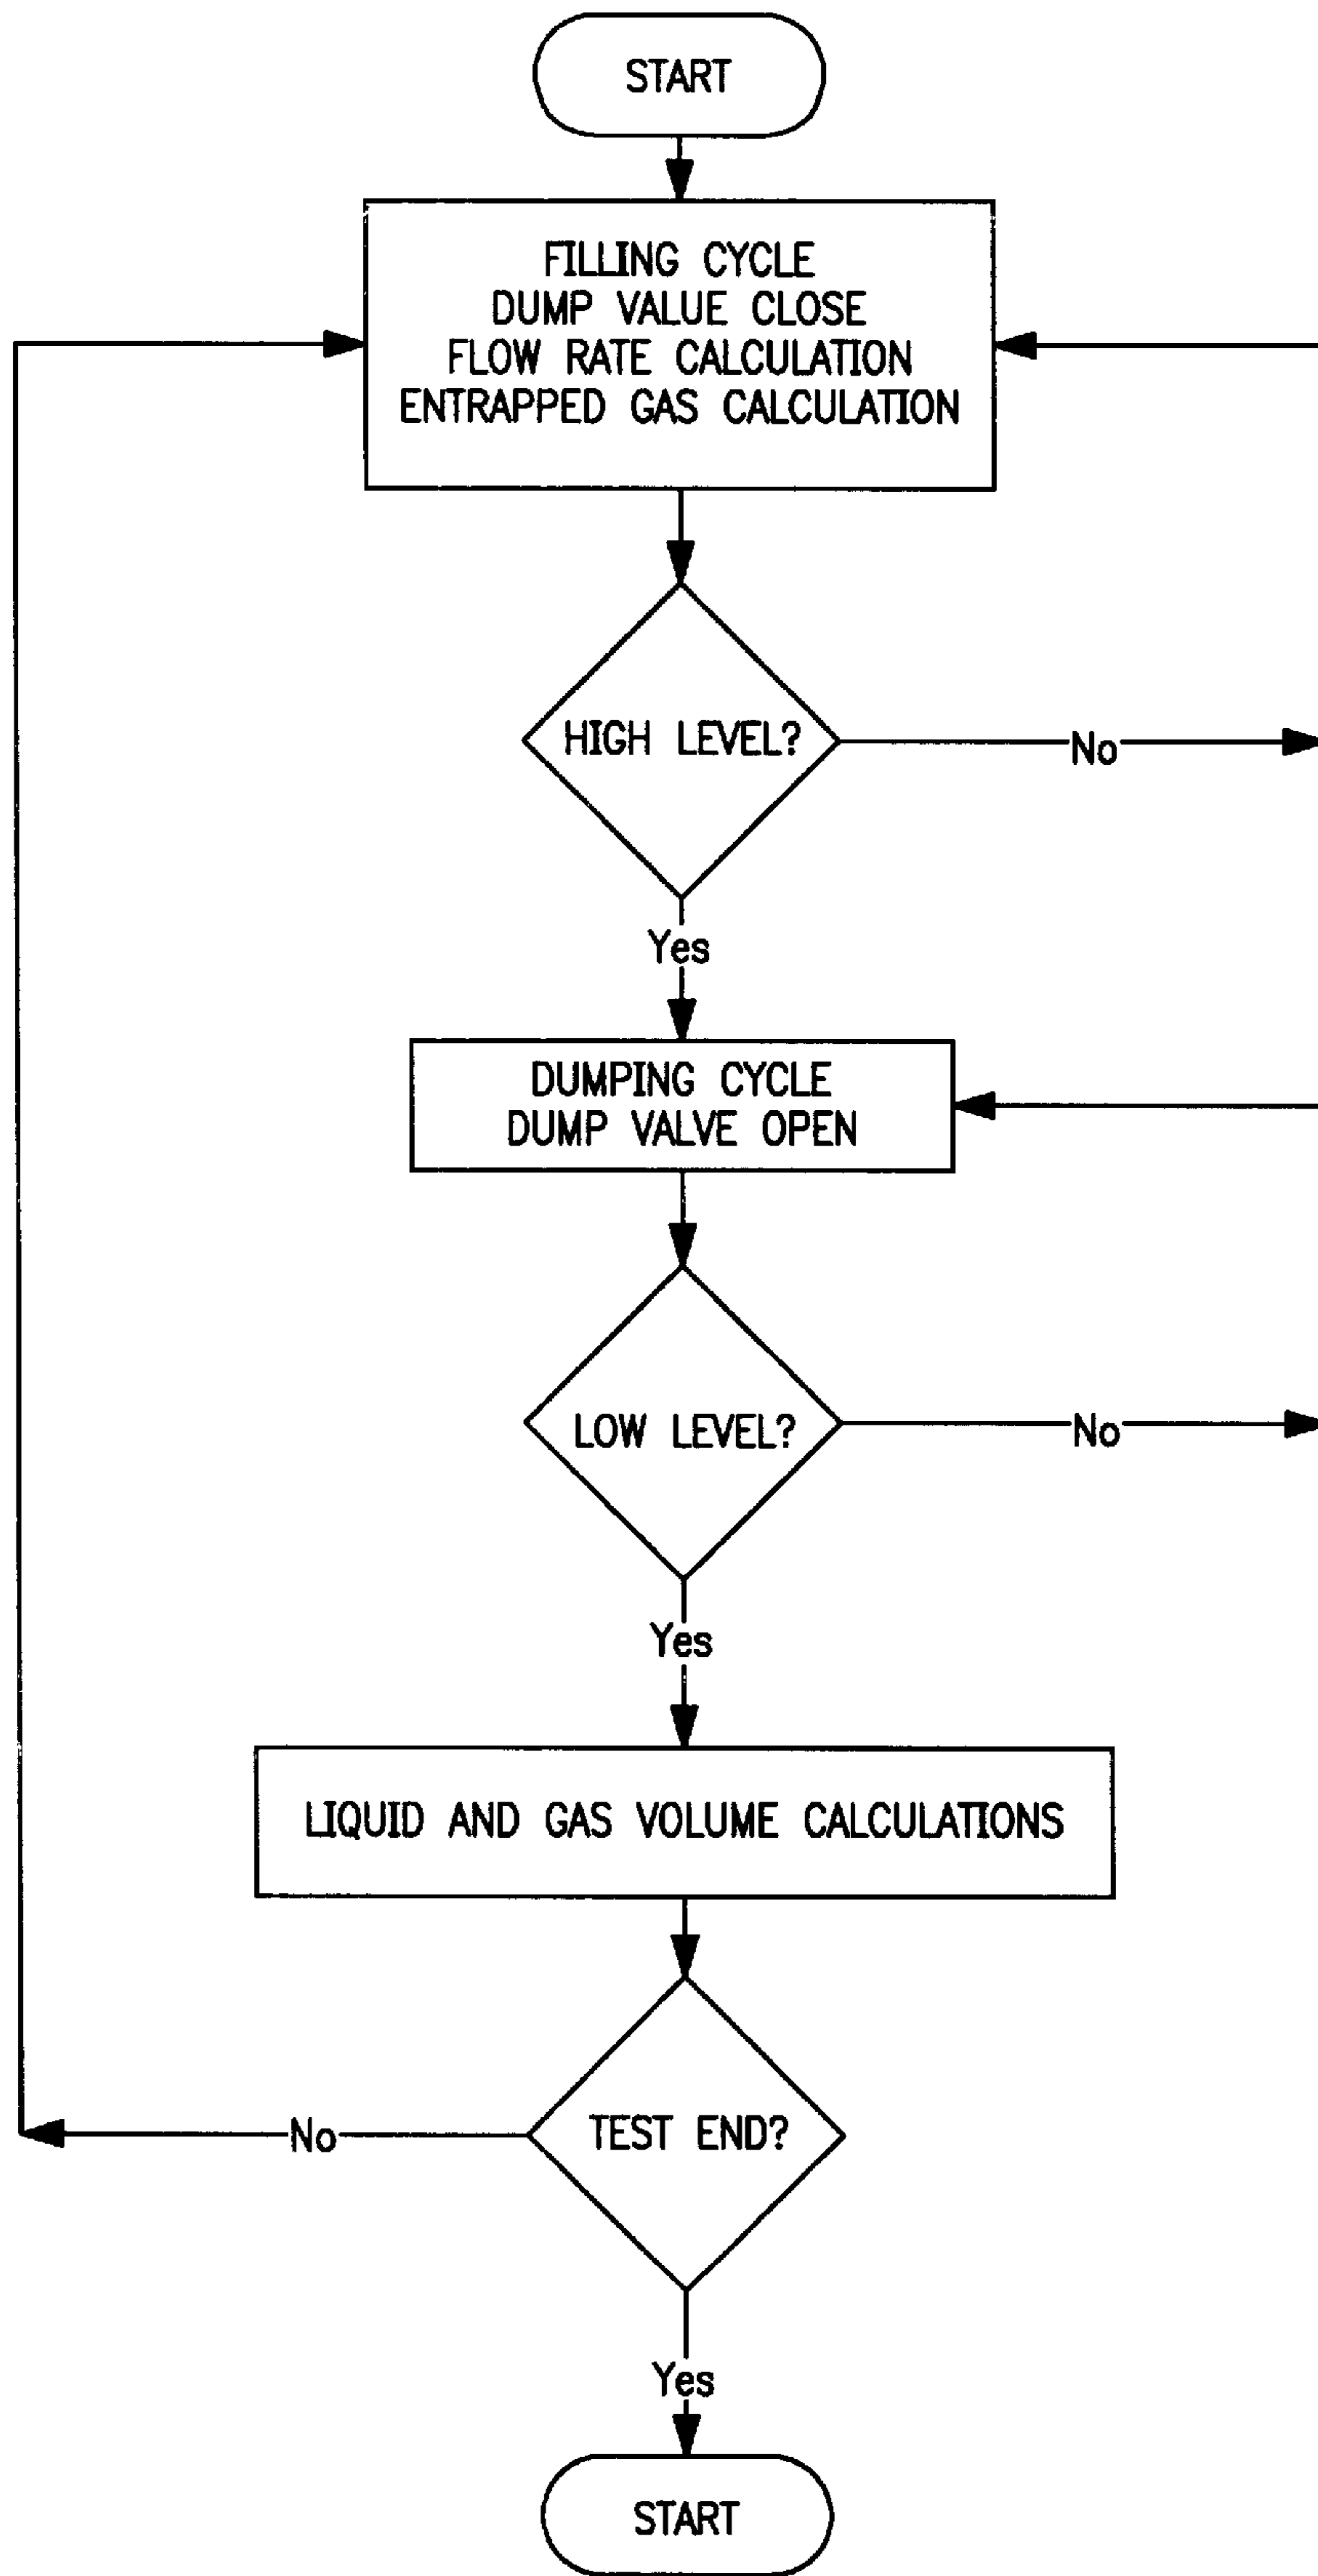 START
FILLING CYCLE
DUMP VALUE CLOSE
FLOW RATE CALCULATION
ENTRAPPED GAS CALCULATION
HIGH LEVEL?
No
Yes
DUMPING CYCLE
DUMP VALVE OPEN
LOW LEVEL?
No
Yes
LIQUID AND GAS VOLUME CALCULATIONS
TEST END?
No
Yes
START